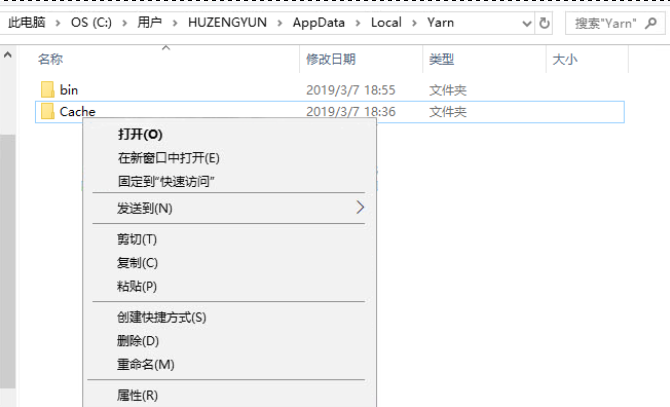 此电脑 › OS (C:) › 用户 › HUZENGYUN › AppData › Local › Yarn 搜索"Yarn"
名称 修改日期 类型 大小
bin 2019/3/7 18:55 文件夹
Cache 2019/3/7 18:36 文件夹
打开(O)
在新窗口中打开(E)
固定到"快速访问"
发送到(N)
剪切(T)
复制(C)
粘贴(P)
创建快捷方式(S)
删除(D)
重命名(M)
属性(R)